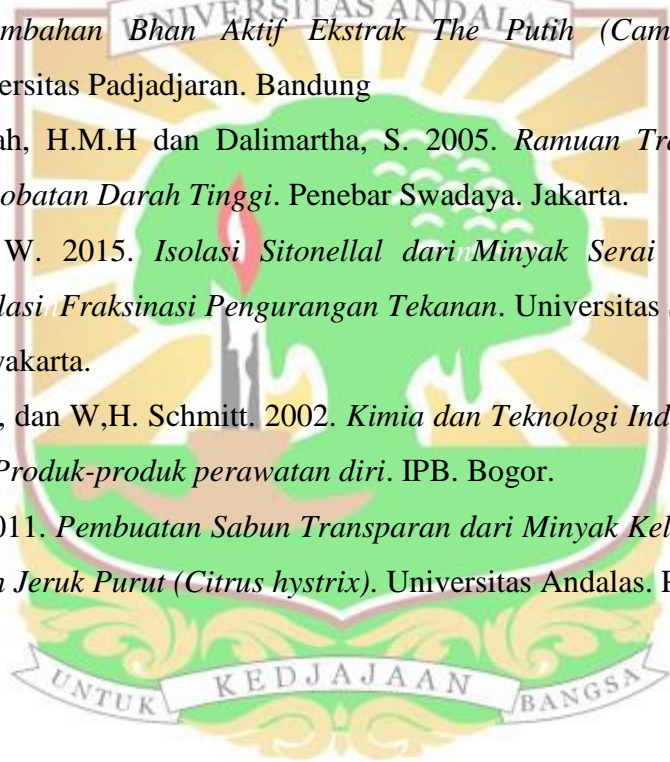 UNIVERSITAS ANDALAS
mbahan Bhan Aktif Ekstrak The Putih (Cam
ersitas Padjadjaran. Bandung
ah, H.M.H dan Dalimartha, S. 2005. Ramuan Tra
obatan Darah Tinggi. Penebar Swadaya. Jakarta.
W. 2015. Isolasi Sitonellal dari Minyak Serai
lasi Fraksinasi Pengurangan Tekanan. Universitas
yakarta.
, dan W,H. Schmitt. 2002. Kimia dan Teknologi Ind
Produk-produk perawatan diri. IPB. Bogor.
011. Pembuatan Sabun Transparan dari Minyak Kel
n Jeruk Purut (Citrus hystrix). Universitas Andalas. P
UNTUK KEDJAJAAN BANGSA